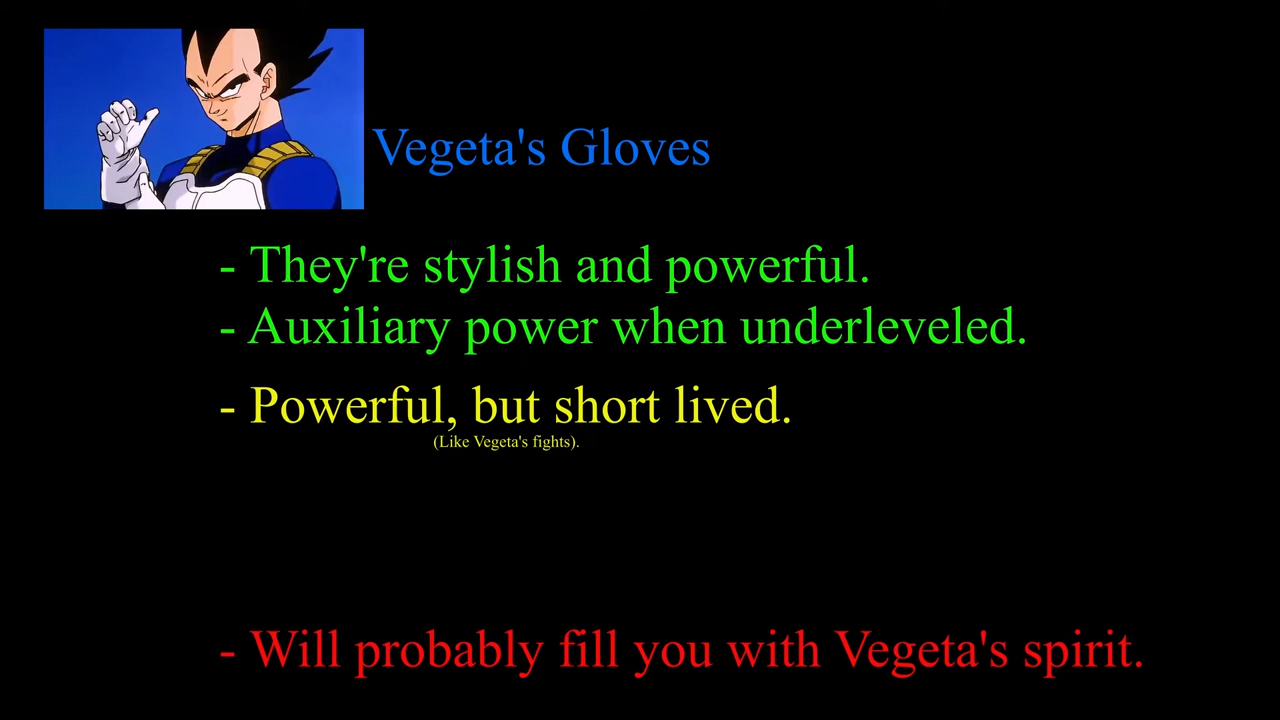 Vegeta's Gloves
- They're stylish and powerful.
- Auxiliary power when underleveled.
- Powerful, but short lived.
(Like Vegeta's fights).
- Will probably fill you with Vegeta's spirit.